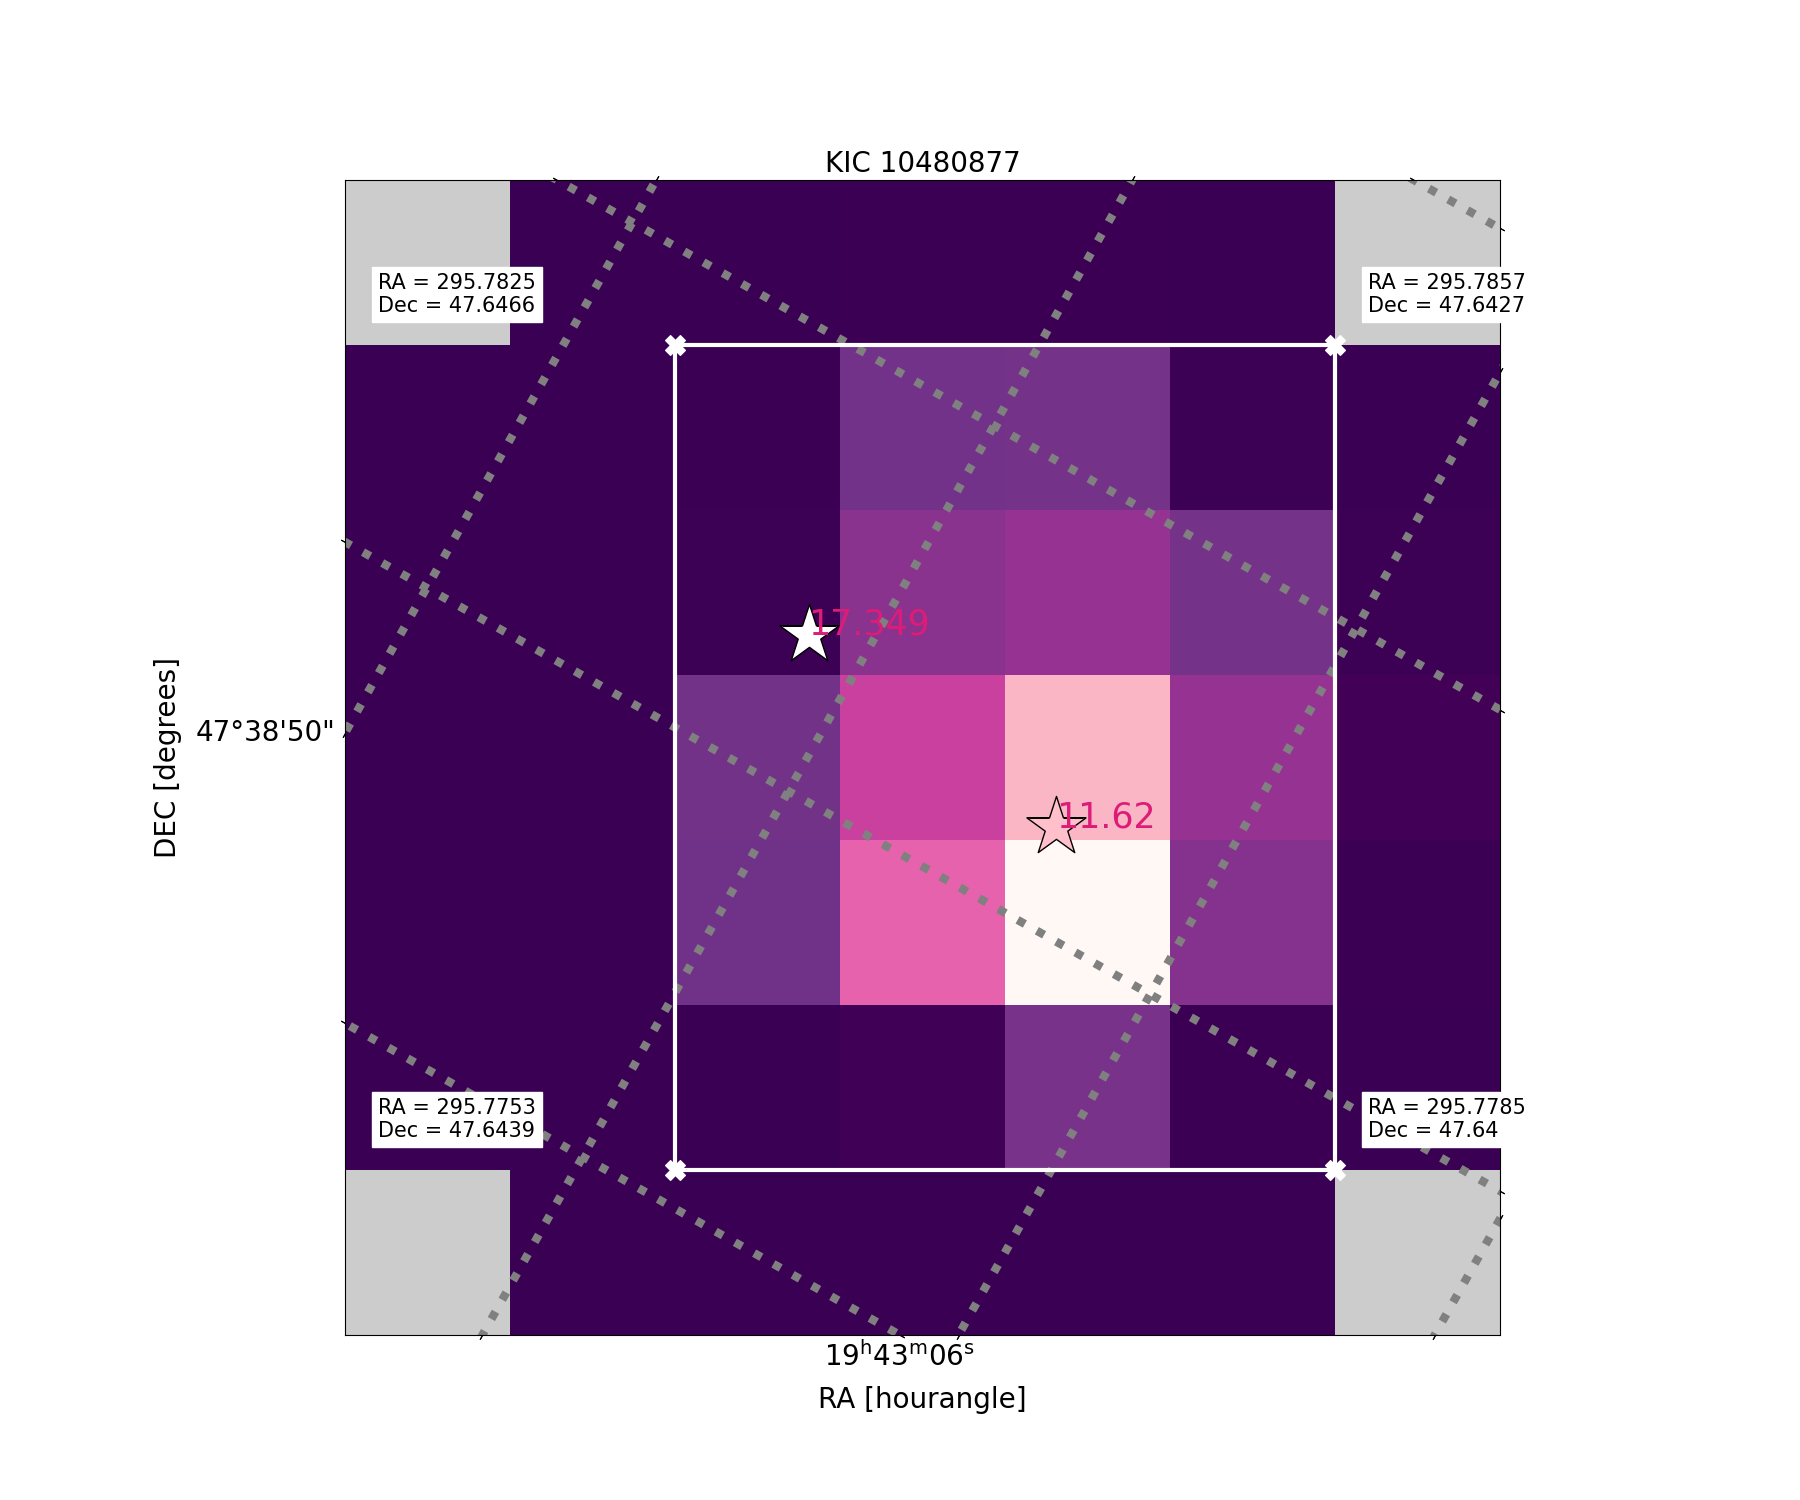 KIC 10480877
RA = 295.7825
Dec = 47.6466
RA = 295.7857
Dec = 47.6427
17.349
47°38'50"
11.62
DEC [degrees]
RA = 295.7753
Dec = 47.6439
RA = 295.7785
Dec = 47.64
19ʰ43ᵐ06ˢ
RA [hourangle]